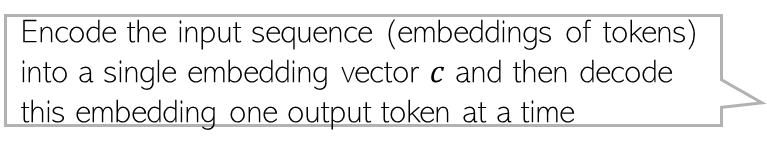 Encode the input sequence (embeddings of tokens)
into a single embedding vector c and then decode
this embedding one output token at a time